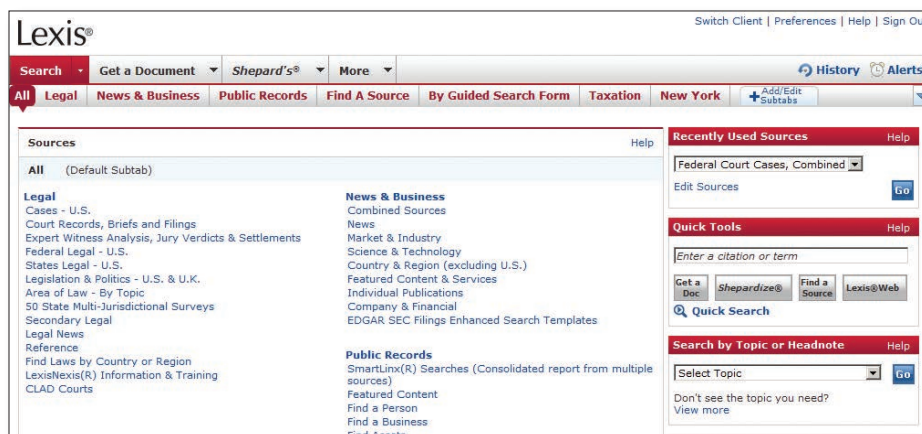 Switch Client | Preferences | Help | Sign Ou
Lexis®
Search Get a Document Shepard's® More History Alerts
All Legal News & Business Public Records Find A Source By Guided Search Form Taxation New York Add/Edit
Subtabs
Sources Help
All (Default Subtab)
Legal
Cases - U.S.
Court Records, Briefs and Filings
Expert Witness Analysis, Jury Verdicts & Settlements
Federal Legal - U.S.
States Legal - U.S.
Legislation & Politics - U.S. & U.K.
Area of Law - By Topic
50 State Multi-Jurisdictional Surveys
Secondary Legal
Legal News
Reference
Find Laws by Country or Region
LexisNexis(R) Information & Training
CLAD Courts
News & Business
Combined Sources
News
Market & Industry
Science & Technology
Country & Region (excluding U.S.)
Featured Content & Services
Individual Publications
Company & Financial
EDGAR SEC Filings Enhanced Search Templates
Public Records
SmartLinx(R) Searches (Consolidated report from multiple
sources)
Featured Content
Find a Person
Find a Business
Find Assets
Recently Used Sources Help
Federal Court Cases, Combined
Edit Sources Go
Quick Tools Help
Enter a citation or term
Get a
Doc
Shepardize®
Find a
Source
Lexis®Web
Quick Search
Search by Topic or Headnote Help
Select Topic Go
Don't see the topic you need?
View more